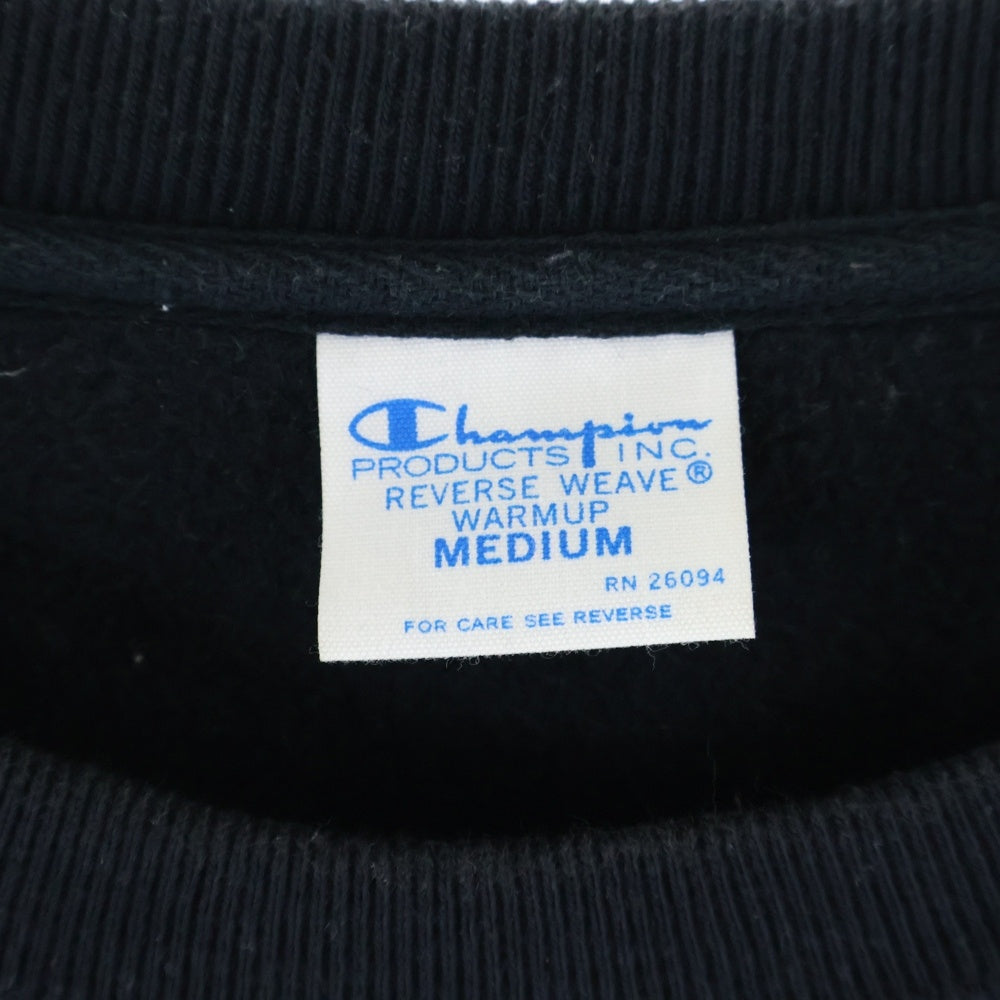 Champion
PRODUCTS INC.
REVERSE WEAVE®
WARMUP
MEDIUM
RN 26094
FOR CARE SEE REVERSE